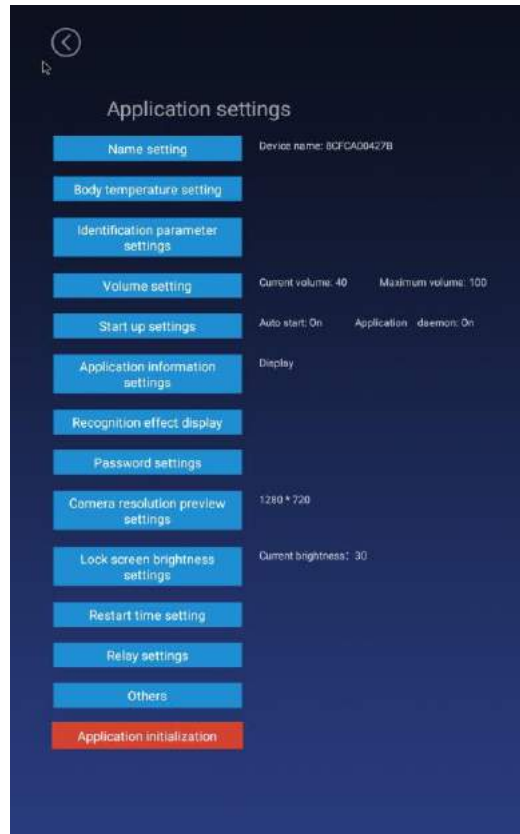 Application settings
Name setting
Device name: 8CFCA00427B
Body temperature setting
Identification parameter
settings
Volume setting
Current volume: 40 Maximum volume: 100
Start up settings
Auto start: On Application daemon: On
Application information
settings
Display
Recognition effect display
Password settings
Camera resolution preview
settings
1280 * 720
Lock screen brightness
settings
Current brightness: 30
Restart time setting
Relay settings
Others
Application initialization